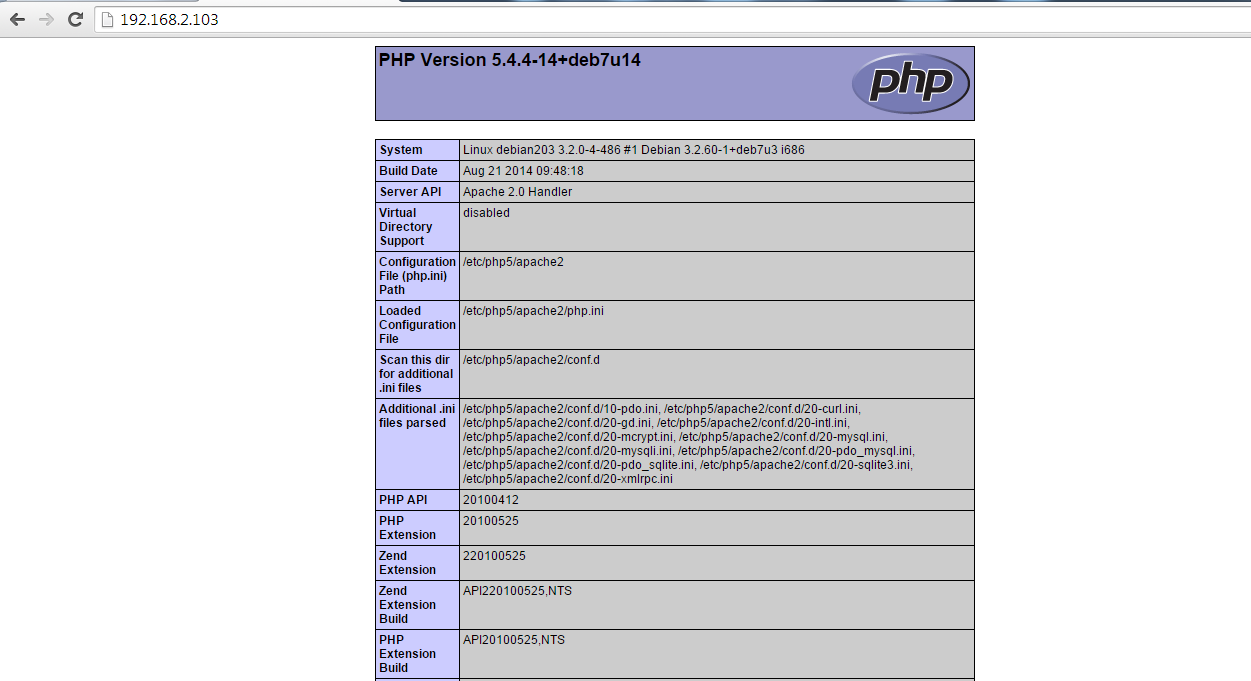 192.168.2.103
PHP Version 5.4.4-14+deb7u14
php
System
Linux debian203 3.2.0-4-486 #1 Debian 3.2.60-1+deb7u3 i686
Build Date
Aug 21 2014 09:48:18
Server API
Apache 2.0 Handler
Virtual
Directory
Support
disabled
Configuration
File (php.ini)
Path
/etc/php5/apache2
Loaded
Configuration
File
/etc/php5/apache2/php.ini
Scan this dir
for additional
.ini files
/etc/php5/apache2/conf.d
Additional .ini
files parsed
/etc/php5/apache2/conf.d/10-pdo.ini, /etc/php5/apache2/conf.d/20-curl.ini,
/etc/php5/apache2/conf.d/20-gd.ini, /etc/php5/apache2/conf.d/20-intl.ini,
/etc/php5/apache2/conf.d/20-mcrypt.ini, /etc/php5/apache2/conf.d/20-mysql.ini,
/etc/php5/apache2/conf.d/20-mysqli.ini, /etc/php5/apache2/conf.d/20-pdo_mysql.ini,
/etc/php5/apache2/conf.d/20-pdo_sqlite.ini, /etc/php5/apache2/conf.d/20-sqlite3.ini,
/etc/php5/apache2/conf.d/20-xmlrpc.ini
PHP API
20100412
PHP
Extension
20100525
Zend
Extension
220100525
Zend
Extension
Build
API220100525,NTS
PHP
Extension
Build
API20100525,NTS